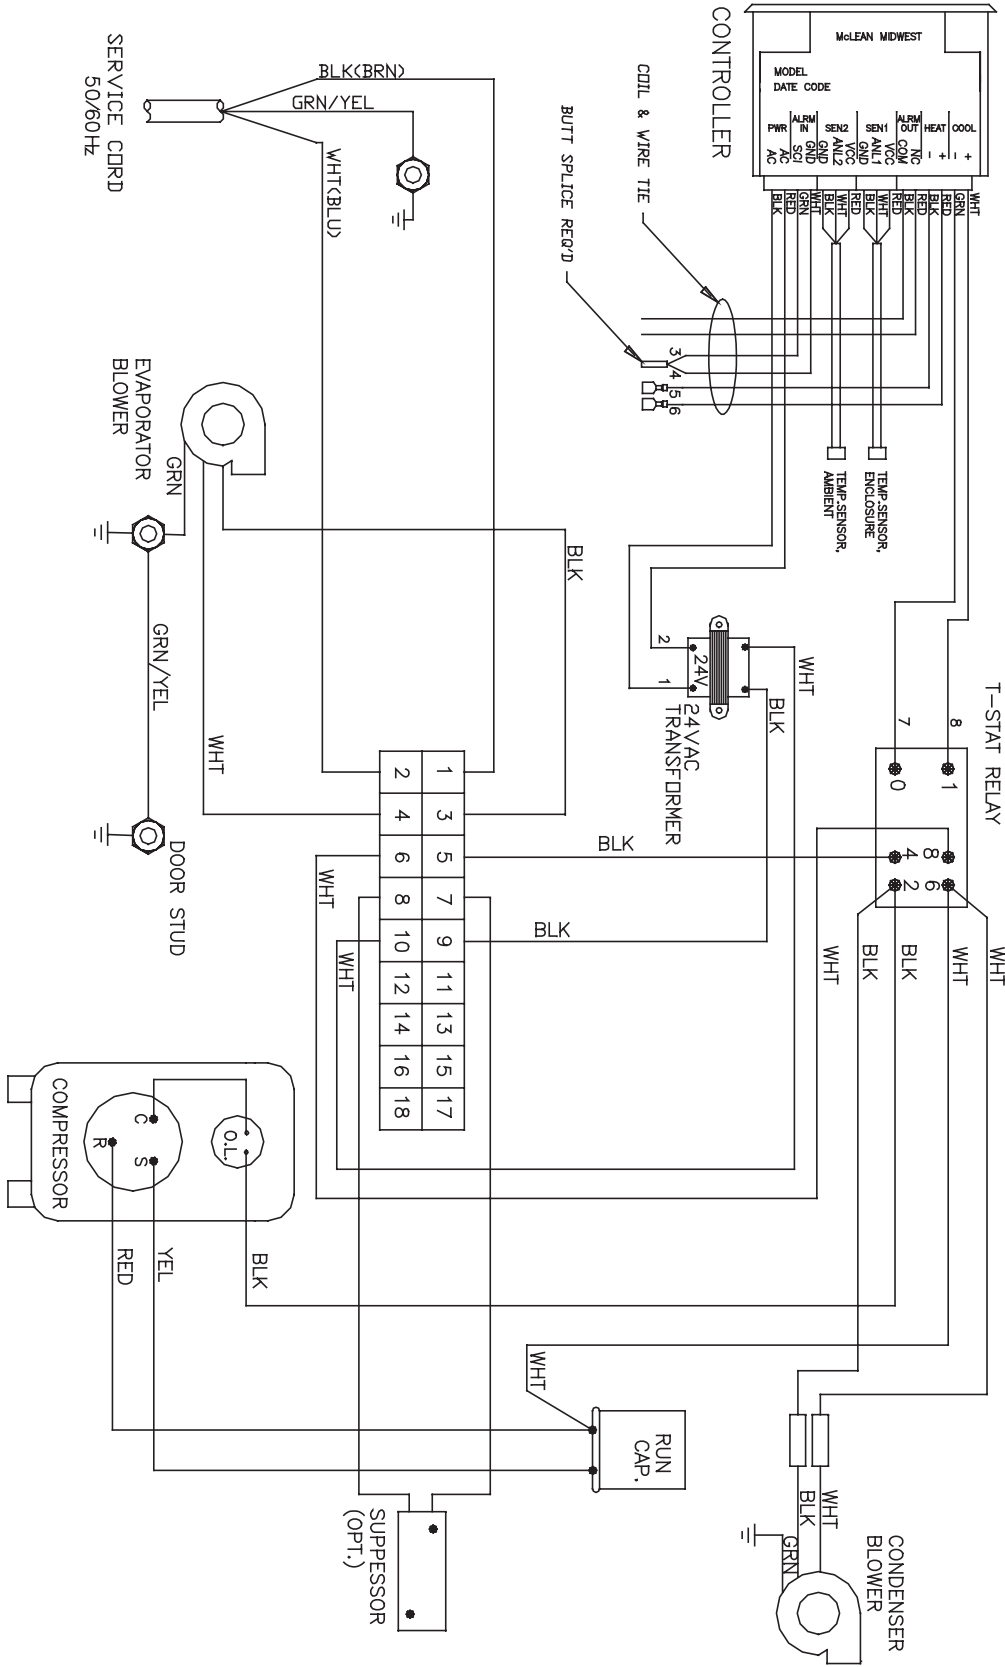 CONTROLLER
McLEAN MIDWEST
MODEL
DATE CODE
PWR
ALRM
IN
SEN2
SEN1
ALRM
OUT
HEAT
COOL
AC
AC
SCI
GND
GND
ANL2
VCC
GND
ANL1
VCC
COM
NC
-
+
-
+
BLK
RED
GRN
WHT
BLK
WHT
RED
BLK
WHT
RED
BLK
RED
BLK
RED
GRN
WHT
COIL & WIRE TIE
BUTT SPLICE REQ'D
3
4
5
6
TEMP.SENSOR,
AMBIENT
TEMP.SENSOR,
ENCLOSURE
SERVICE CORD
50/60Hz
BLK(BRN)
GRN/YEL
WHT(BLU)
EVAPORATOR
BLOWER
GRN
BLK
WHT
GRN/YEL
DOOR STUD
2
1
24V
24VAC
TRANSFORMER
WHT
BLK
T-STAT RELAY
7
8
0
1
4
8
2
6
1
2
3
4
5
6
7
8
9
10
11
12
13
14
15
16
17
18
BLK
BLK
WHT
WHT
WHT
BLK
BLK
WHT
WHT
COMPRESSOR
C
R
S
O.L.
RED
YEL
BLK
WHT
RUN
CAP.
SUPPESSOR
(OPT.)
WHT
BLK
GRN
CONDENSER
BLOWER